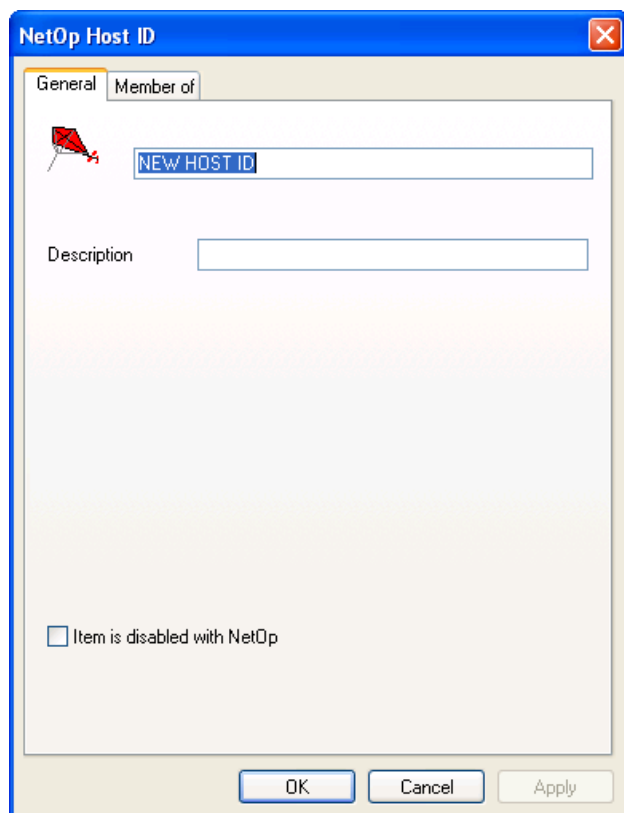 NetOp Host ID
General Member of
NEW HOST ID
Description
Item is disabled with NetOp
OK Cancel Apply